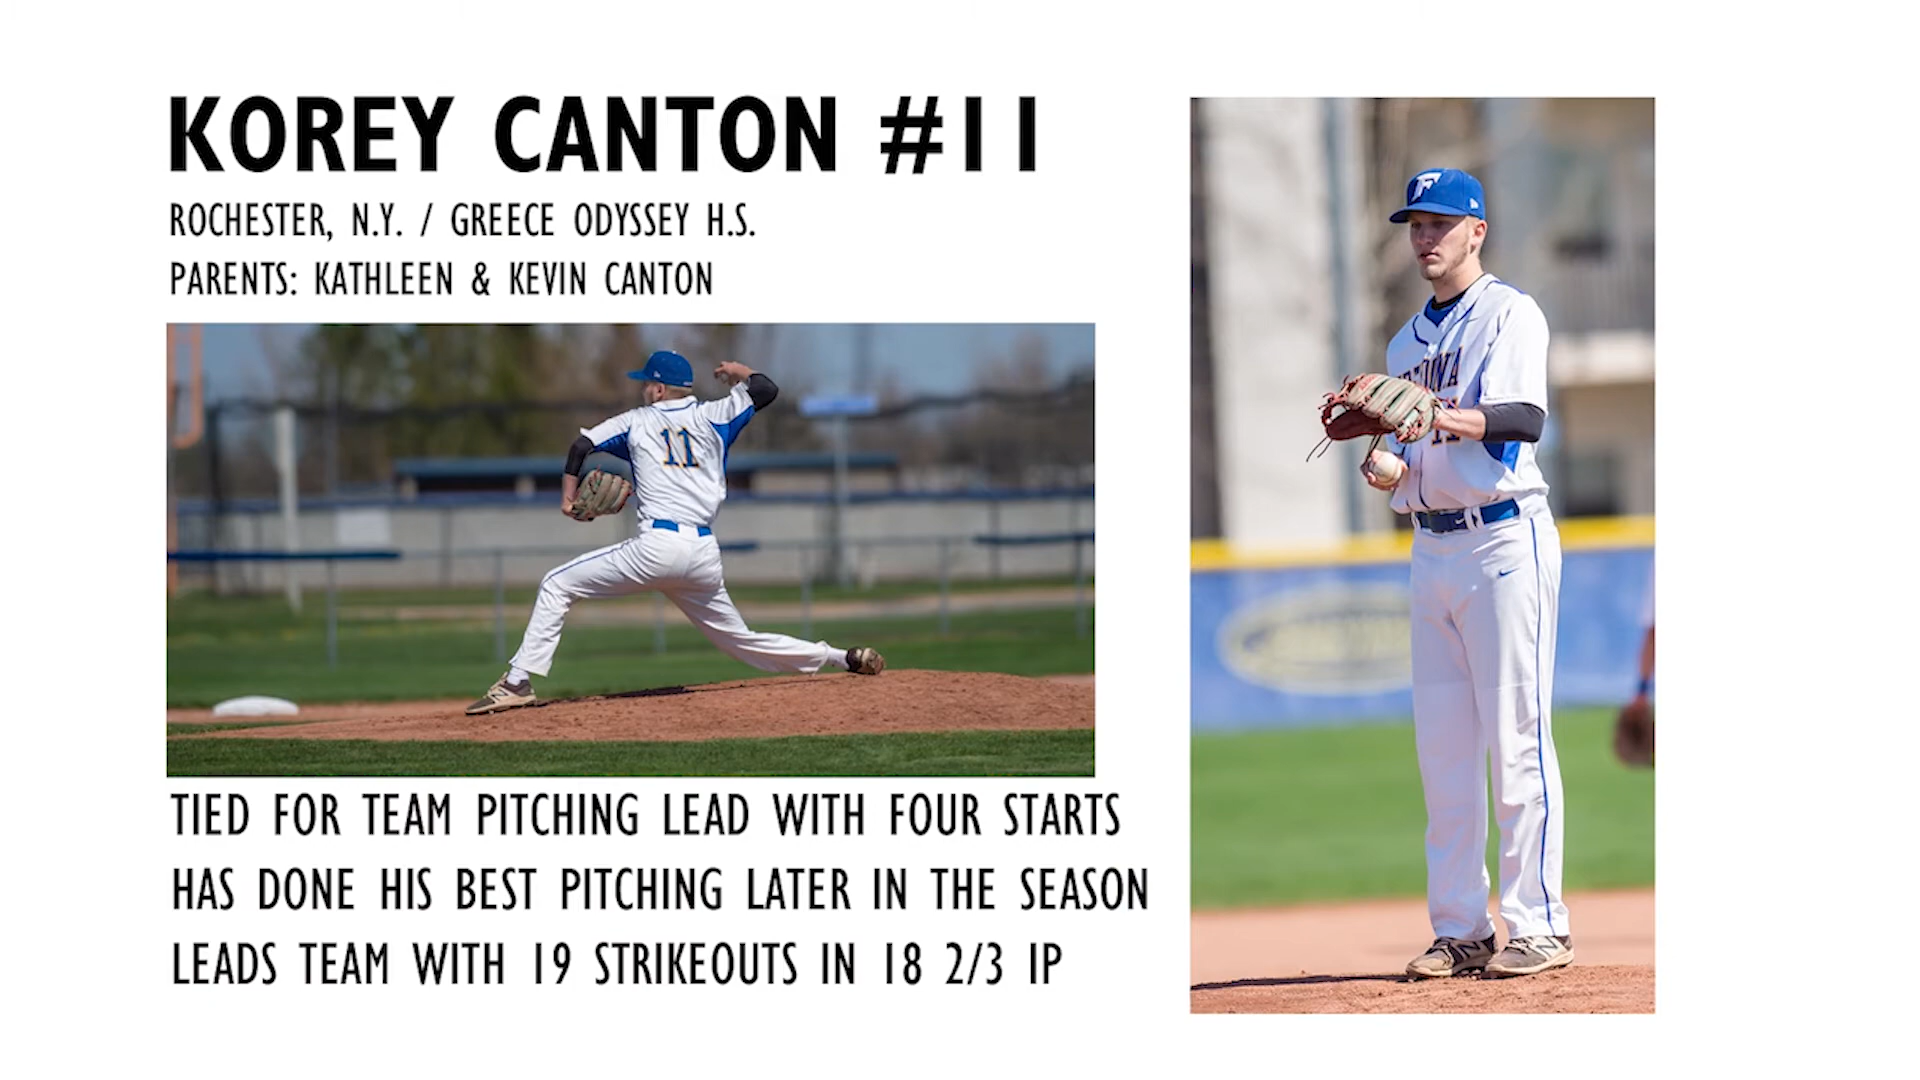 KOREY CANTON #11
ROCHESTER, N.Y. / GREECE ODYSSEY H.S.
PARENTS: KATHLEEN & KEVIN CANTON
11
TIED FOR TEAM PITCHING LEAD WITH FOUR STARTS
HAS DONE HIS BEST PITCHING LATER IN THE SEASON
LEADS TEAM WITH 19 STRIKEOUTS IN 18 2/3 IP
F
11